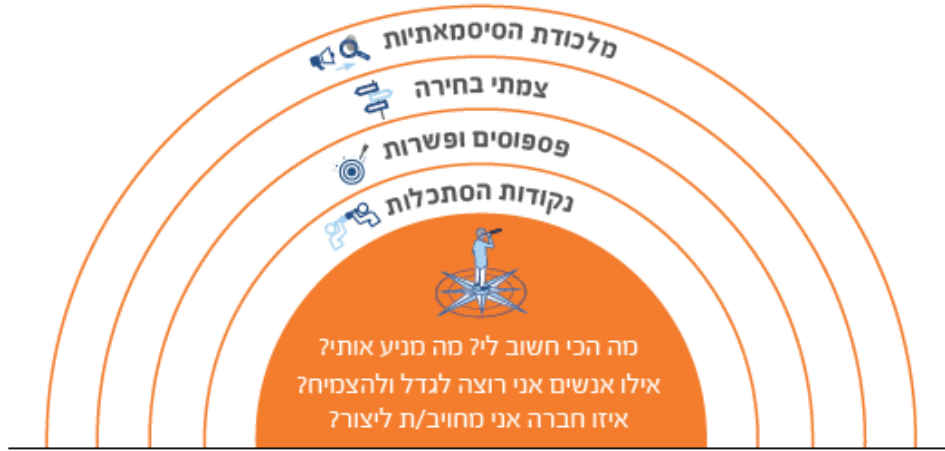 מלכודת הסיסמאתיות
צמתי בחירה
פספוסים ופשרות
נקודות הסתכלות
מה הכי חשוב לי? מה מניע אותי?
אילו אנשים אני רוצה לגדל ולהצמיח?
איזו חברה אני מחויב/ת ליצור?